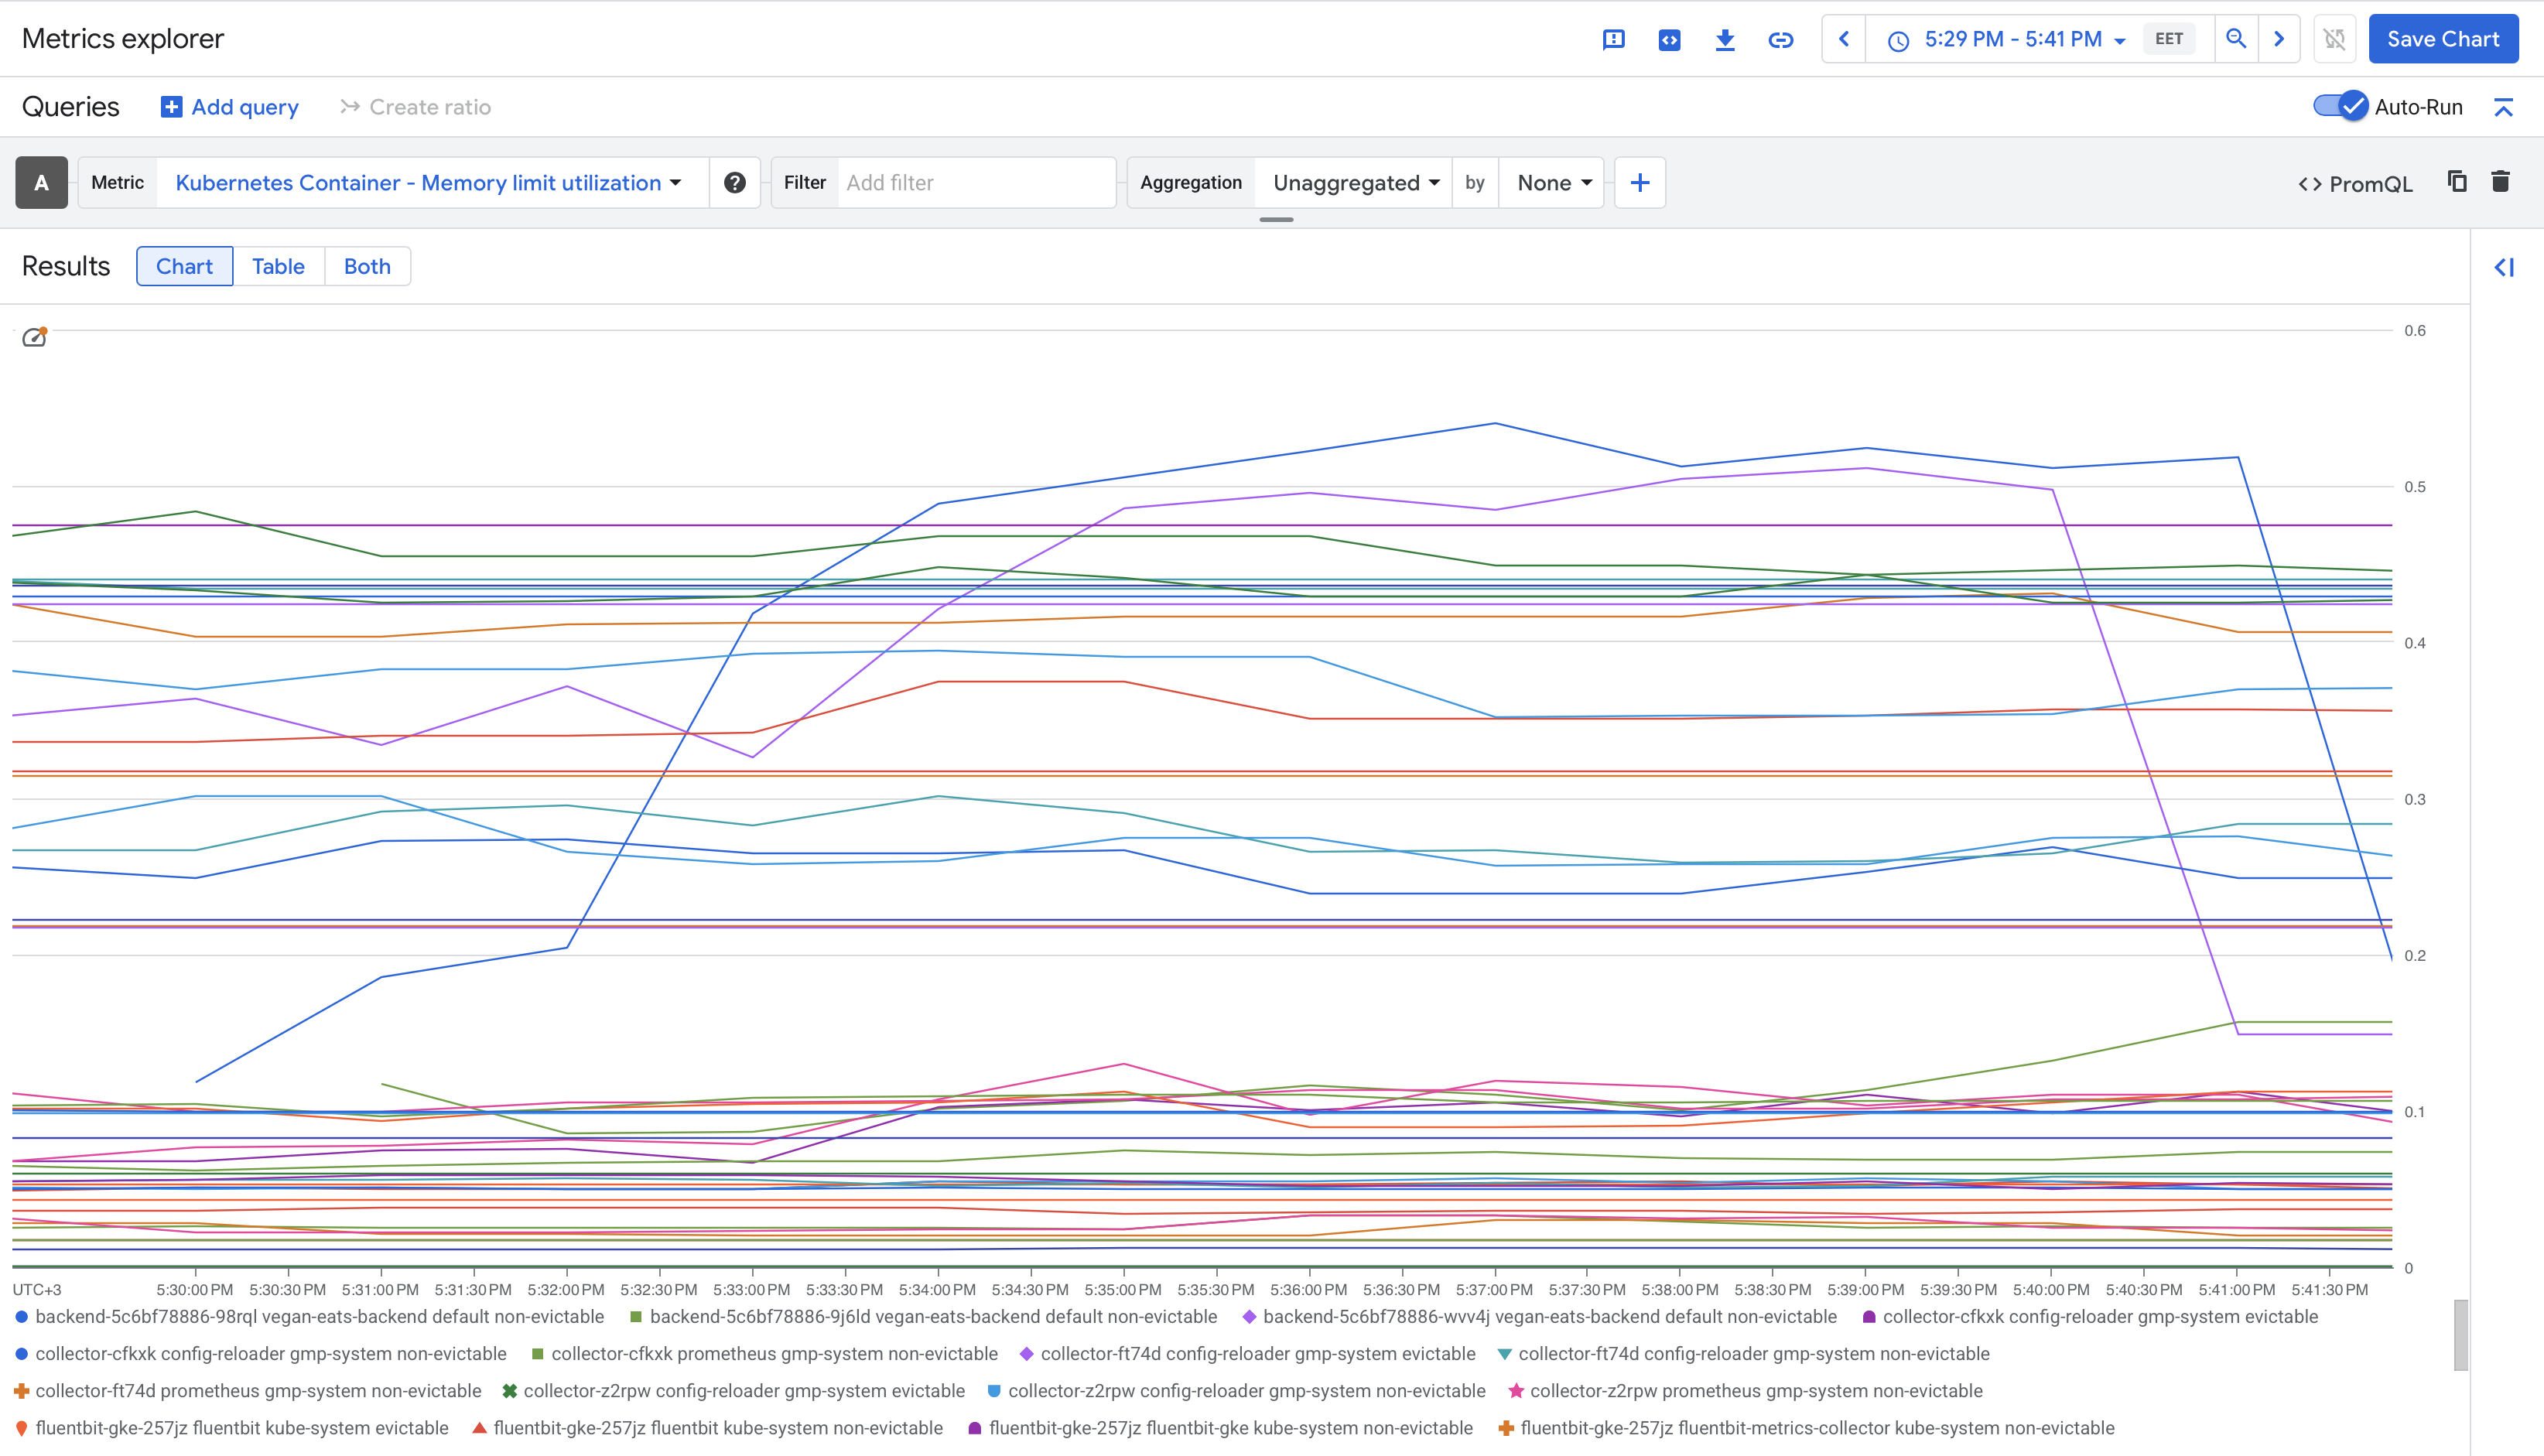 Metrics explorer 5:29 PM - 5:41 PM EET Save Chart
Queries Add query Create ratio Auto-Run
A Metric Kubernetes Container - Memory limit utilization Filter Add filter Aggregation Unaggregated by None PromQL
Results Chart Table Both
0.6
0.5
0.4
0.3
0.2
0.1
0
UTC+3 5:30:00 PM 5:30:30 PM 5:31:00 PM 5:31:30 PM 5:32:00 PM 5:32:30 PM 5:33:00 PM 5:33:30 PM 5:34:00 PM 5:34:30 PM 5:35:00 PM 5:35:30 PM 5:36:00 PM 5:36:30 PM 5:37:00 PM 5:37:30 PM 5:38:00 PM 5:38:30 PM 5:39:00 PM 5:39:30 PM 5:40:00 PM 5:40:30 PM 5:41:00 PM 5:41:30 PM
backend-5c6bf78886-98rql vegan-eats-backend default non-evictable backend-5c6bf78886-9j6ld vegan-eats-backend default non-evictable backend-5c6bf78886-wvv4j vegan-eats-backend default non-evictable collector-cfkxk config-reloader gmp-system evictable
collector-cfkxk config-reloader gmp-system non-evictable collector-cfkxk prometheus gmp-system non-evictable collector-ft74d config-reloader gmp-system evictable collector-ft74d config-reloader gmp-system non-evictable
collector-ft74d prometheus gmp-system non-evictable collector-z2rpw config-reloader gmp-system evictable collector-z2rpw config-reloader gmp-system non-evictable collector-z2rpw prometheus gmp-system non-evictable
fluentbit-gke-257jz fluentbit kube-system evictable fluentbit-gke-257jz fluentbit kube-system non-evictable fluentbit-gke-257jz fluentbit-gke kube-system non-evictable fluentbit-gke-257jz fluentbit-metrics-collector kube-system non-evictable